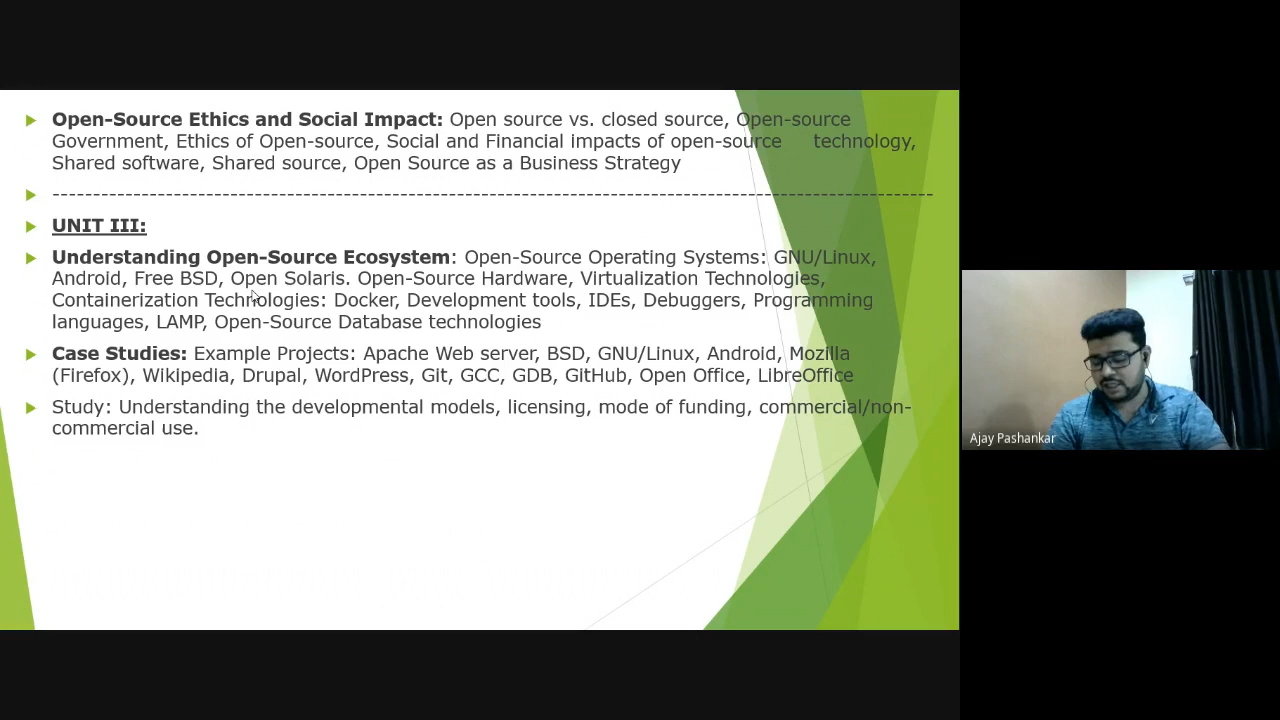 Open-Source Ethics and Social Impact: Open source vs. closed source, Open-source
Government, Ethics of Open-source, Social and Financial impacts of open-source technology,
Shared software, Shared source, Open Source as a Business Strategy
------------------------------------------------------------------------------------------------------------
UNIT III:
Understanding Open-Source Ecosystem: Open-Source Operating Systems: GNU/Linux,
Android, Free BSD, Open Solaris. Open-Source Hardware, Virtualization Technologies,
Containerization Technologies: Docker, Development tools, IDEs, Debuggers, Programming
languages, LAMP, Open-Source Database technologies
Case Studies: Example Projects: Apache Web server, BSD, GNU/Linux, Android, Mozilla
(Firefox), Wikipedia, Drupal, WordPress, Git, GCC, GDB, GitHub, Open Office, LibreOffice
Study: Understanding the developmental models, licensing, mode of funding, commercial/non-
commercial use.
Ajay Pashankar